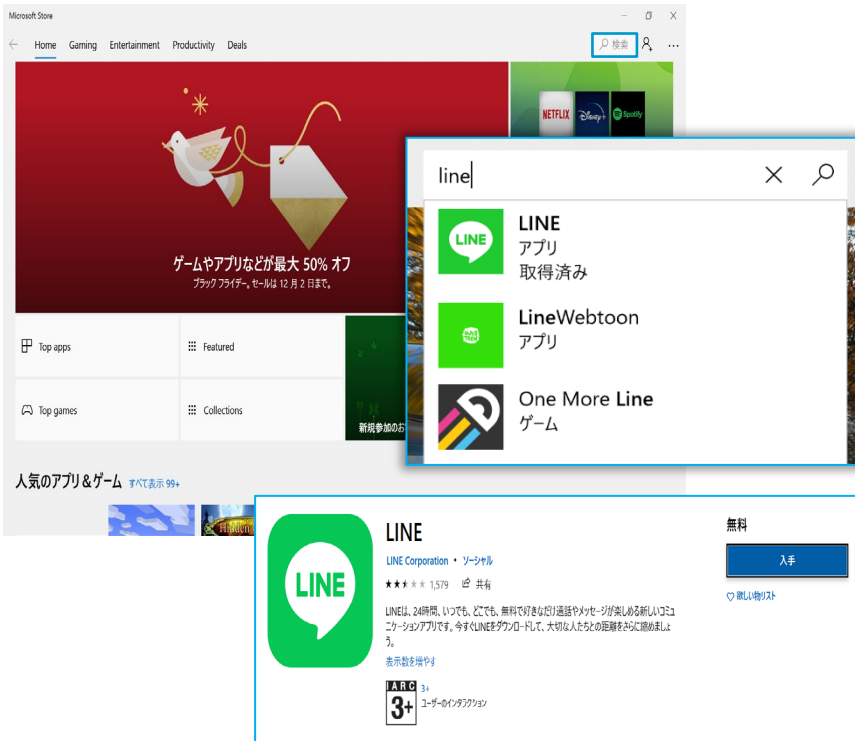 Microsoft Store
Home Gaming Entertainment Productivity Deals
検索
NETFLIX Disney+ Spotify
ゲームやアプリなどが最大 50% オフ
ブラック フライデー。セールは 12 月 2 日まで。
Top apps
Featured
Top games
Collections
新規参加のお
人気のアプリ&ゲーム すべて表示 99+
Hidden
line
LINE
LINE
アプリ
取得済み
LineWebtoon
アプリ
One More Line
ゲーム
LINE
LINE
LINE Corporation • ソーシャル
1,579 共有
LINEは、24時間、いつでも、どこでも、無料で好きなだけ通話やメッセージが楽しめる新しいコミュ
ニケーションアプリです。今すぐLINEをダウンロードして、大切な人たちとの距離をさらに縮めましょ
う。
表示数を増やす
IARC
3+
3+
ユーザーのインタラクション
無料
入手
欲しい物リスト